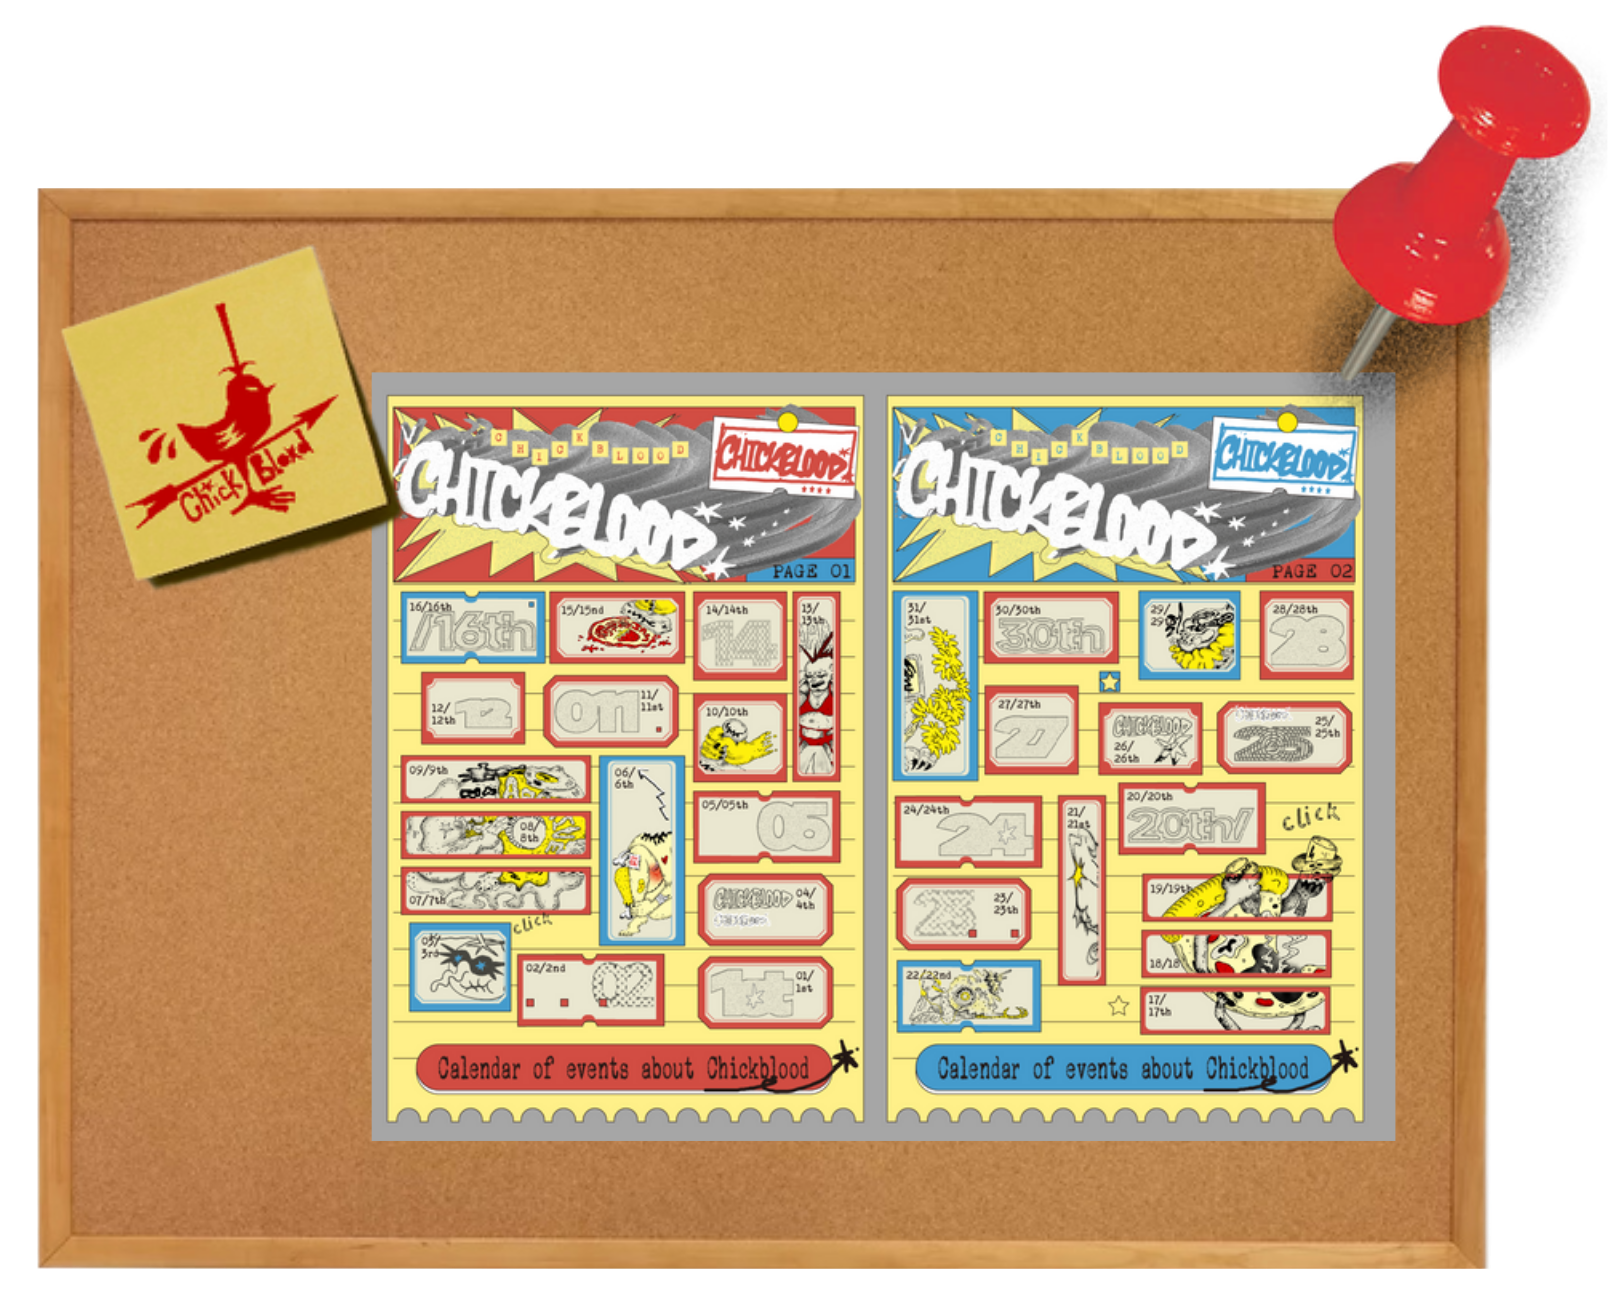 Chick Blood
CHICKBLOOD
CHICKBLOOD
CHICKBLOOD
PAGE 01
16/16th
/16th
15/15nd
14/14th
14
13/
13th
12/
12th
12
011
11/
11st
10/10th
09/9th
08/
8th
07/7th
click
06/
6th
05/05th
05
CHICKBLOOD
04/
4th
03/
3rd
02/2nd
02
01/
1st
1st
Calendar of events about Chickblood
CHICKBLOOD
CHICKBLOOD
CHICKBLOOD
PAGE 02
31/
31st
30/30th
30th
29/
29
28/28th
28
27/27th
27
CHICKBLOOD
26/
26th
25/
25th
25
24/24th
24
21/
21st
20/20th
20th/
click
23/
23th
23
19/19th
18/18
22/22nd
17/
17th
Calendar of events about Chickblood